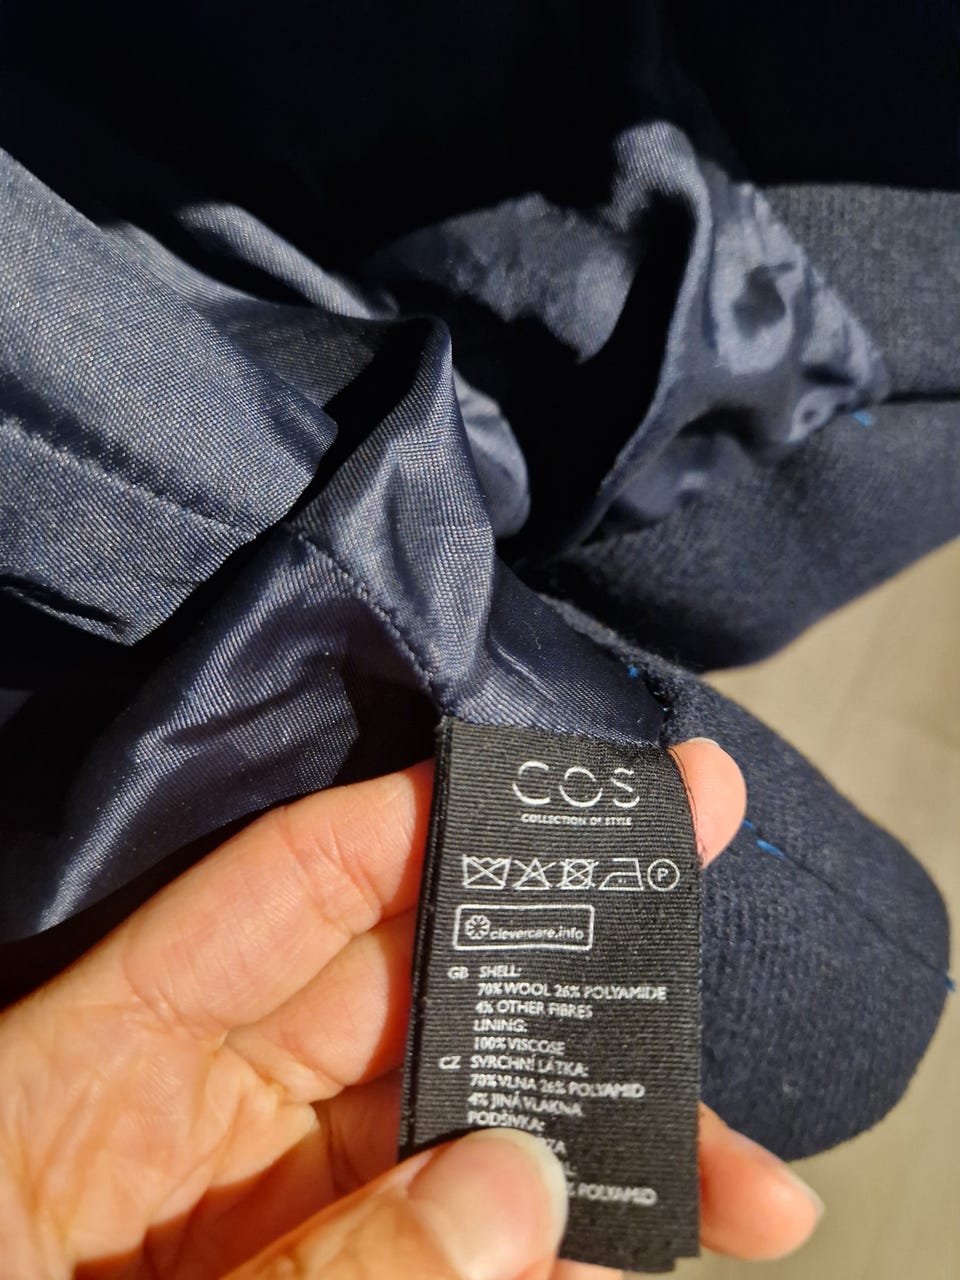 COS
COLLECTION OF STYLE
P
clevercare.info
GB SHELL:
70% WOOL 26% POLYAMIDE
4% OTHER FIBRES
LINING:
100% VISCOSE
CZ SVRCHNÍ LÁTKA:
70% VLNA 26% POLYAMID
4% JINÁ VLÁKNA
PODŠÍVKA:
% POLYAMID